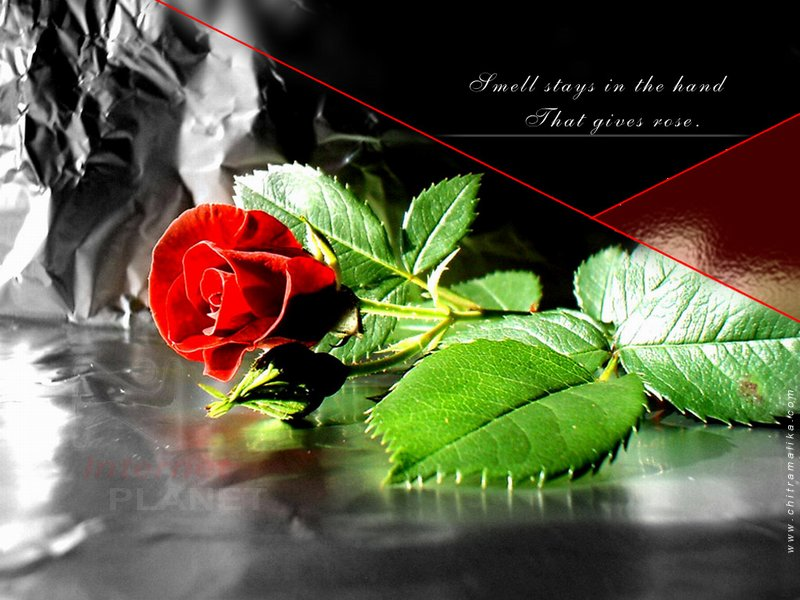 Smell stays in the hand
That gives rose.
www.chitramalika.com
PLANET